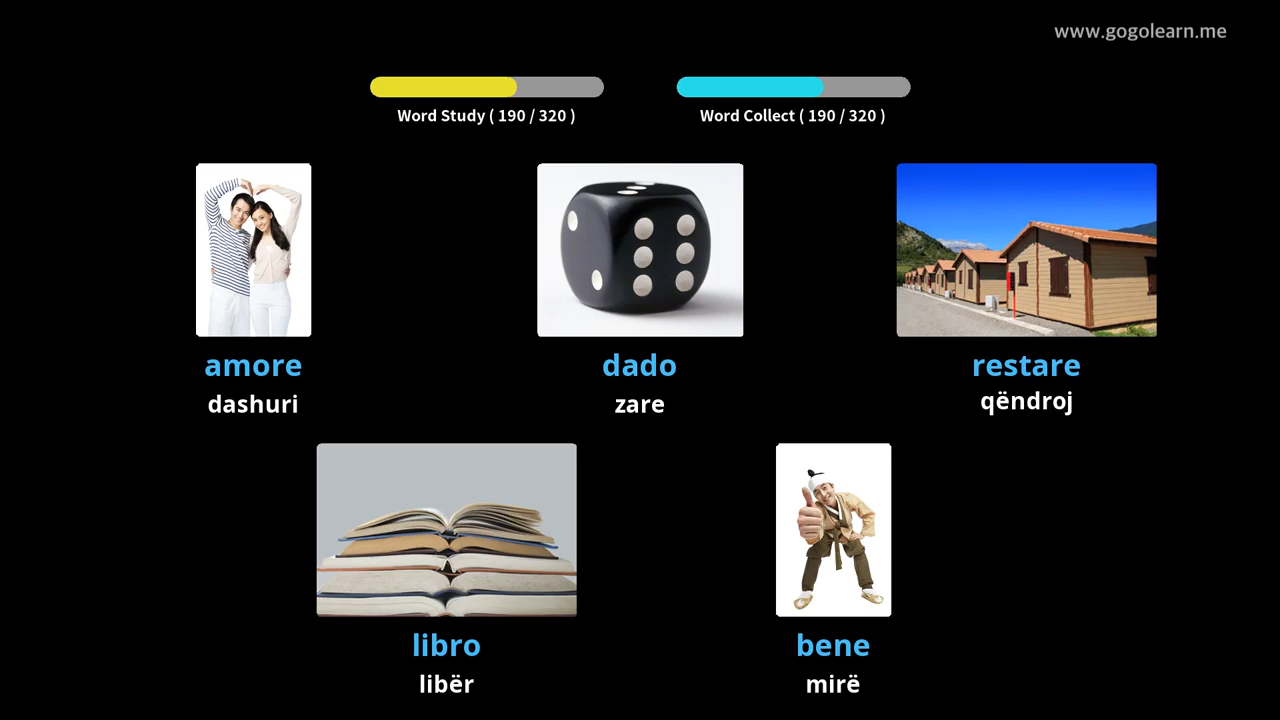 www.gogolearn.me
Word Study ( 190 / 320 )
Word Collect ( 190 / 320 )
amore
dashuri
dado
zare
restare
qëndroj
libro
libër
bene
mirë